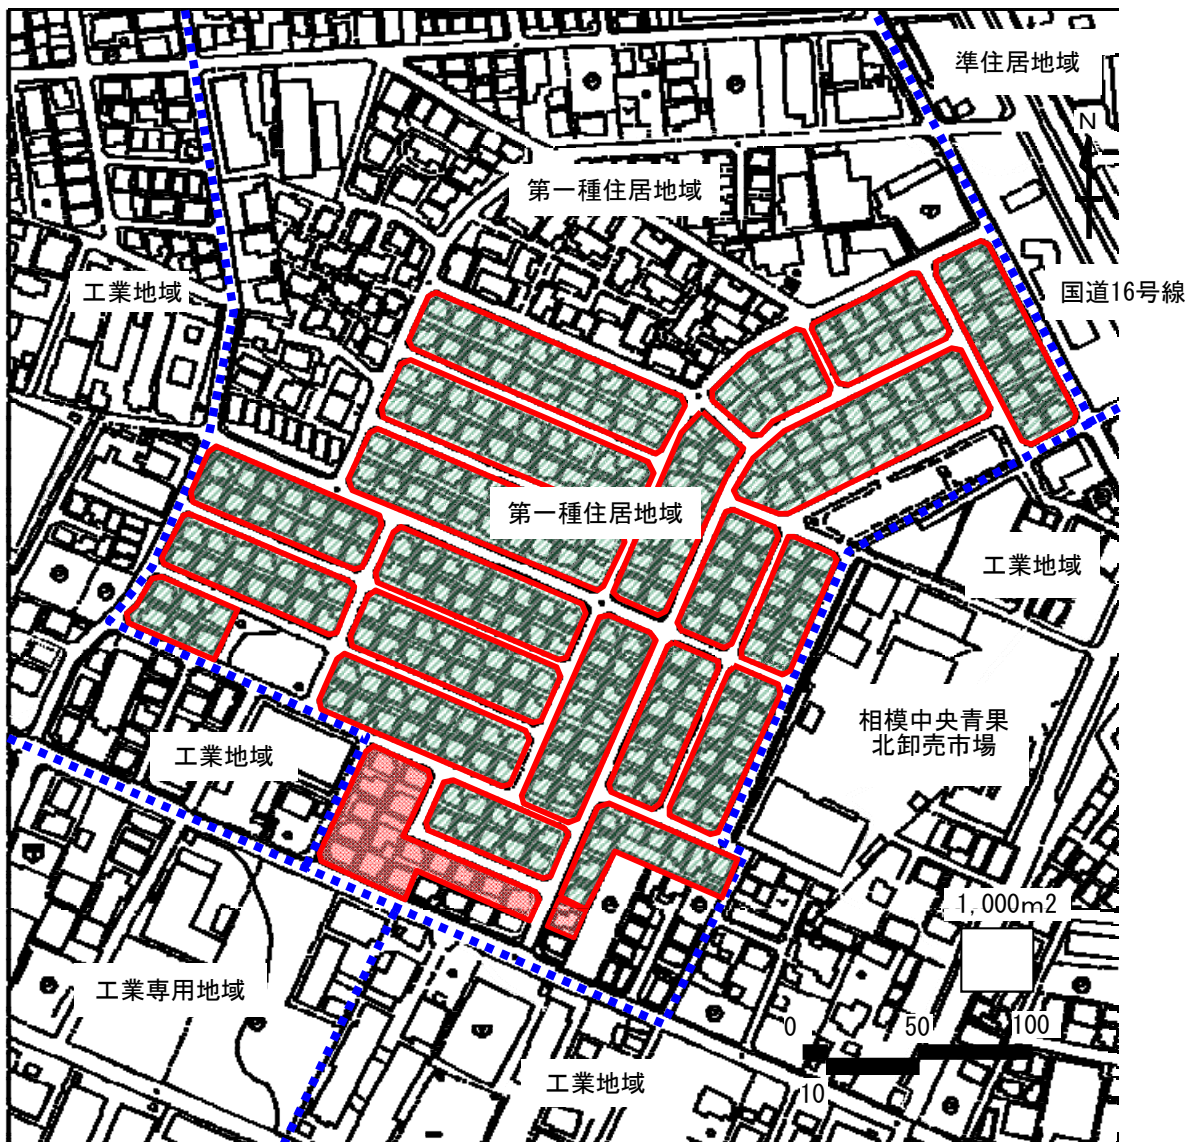 準住居地域
N
第一種住居地域
工業地域
国道16号線
第一種住居地域
工業地域
相模中央青果
北卸売市場
工業地域
1,000m2
工業専用地域
0
50
100
10
工業地域